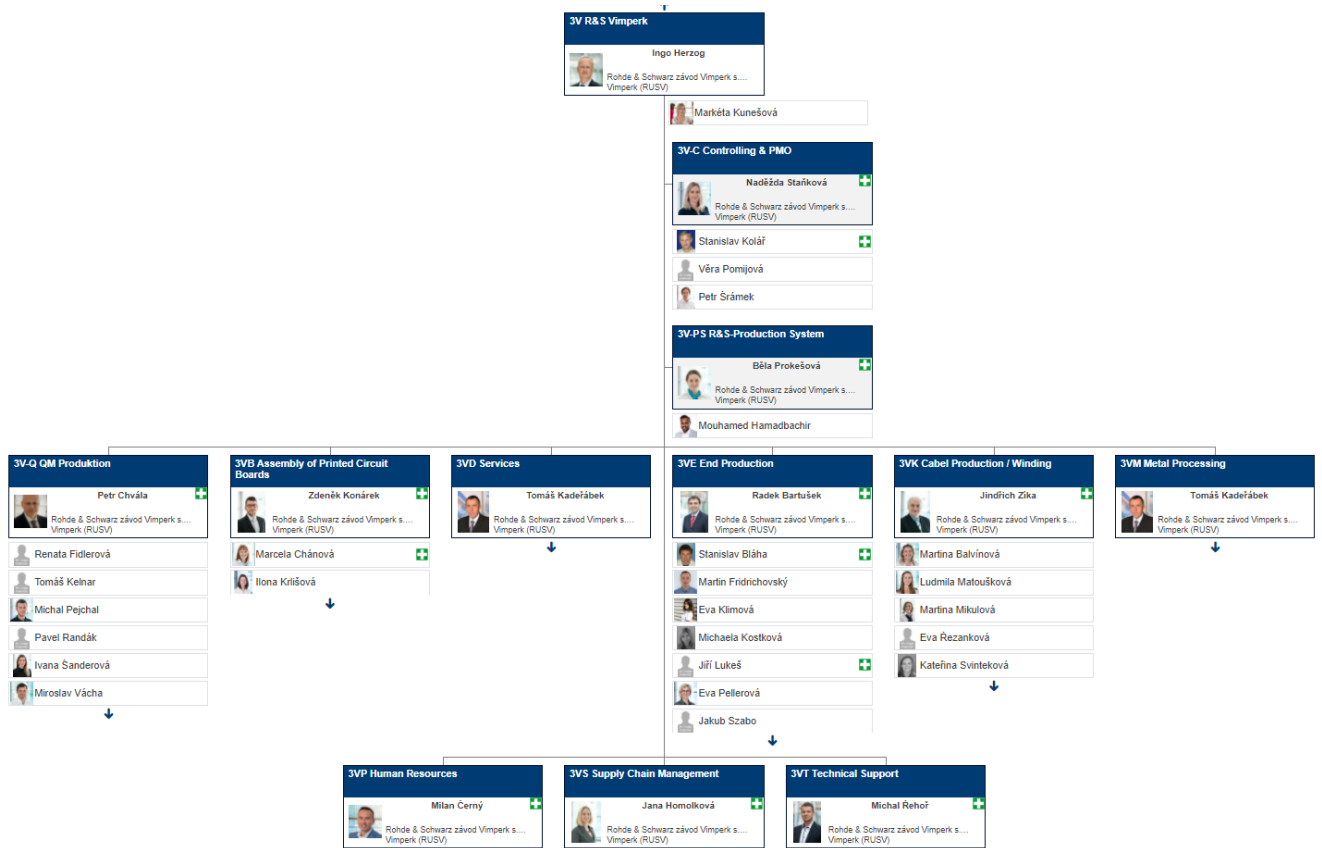 3V R&S Vimperk
Ingo Herzog
Rohde & Schwarz závod Vimperk s....
Vimperk (RUSV)
Markéta Kunešová
3V-C Controlling & PMO
Naděžda Staňková
Rohde & Schwarz závod Vimperk s....
Vimperk (RUSV)
Stanislav Kolář
Věra Pomijová
Petr Šrámek
3V-PS R&S-Production System
Běla Prokešová
Rohde & Schwarz závod Vimperk s....
Vimperk (RUSV)
Mouhamed Hamadbachir
3V-Q QM Produktion
Petr Chvála
Rohde & Schwarz závod Vimperk s....
Vimperk (RUSV)
Renata Fidlerová
Tomáš Kelnar
Michal Pejchal
Pavel Randák
Ivana Šanderová
Miroslav Vácha
3VB Assembly of Printed Circuit
Boards
Zdeněk Konárek
Rohde & Schwarz závod Vimperk s....
Vimperk (RUSV)
Marcela Chánová
Ilona Krlišová
3VD Services
Tomáš Kadeřábek
Rohde & Schwarz závod Vimperk s....
Vimperk (RUSV)
3VE End Production
Radek Bartušek
Rohde & Schwarz závod Vimperk s....
Vimperk (RUSV)
Stanislav Bláha
Martin Fridrichovský
Eva Klimová
Michaela Kostková
Jiří Lukeš
Eva Pellerová
Jakub Szabo
3VK Cabel Production / Winding
Jindřich Zíka
Rohde & Schwarz závod Vimperk s....
Vimperk (RUSV)
Martina Balvínová
Ludmila Matoušková
Martina Mikulová
Eva Řezanková
Kateřina Svinteková
3VM Metal Processing
Tomáš Kadeřábek
Rohde & Schwarz závod Vimperk s....
Vimperk (RUSV)
3VP Human Resources
Milan Černý
Rohde & Schwarz závod Vimperk s....
Vimperk (RUSV)
3VS Supply Chain Management
Jana Homolková
Rohde & Schwarz závod Vimperk s....
Vimperk (RUSV)
3VT Technical Support
Michal Řehoř
Rohde & Schwarz závod Vimperk s....
Vimperk (RUSV)